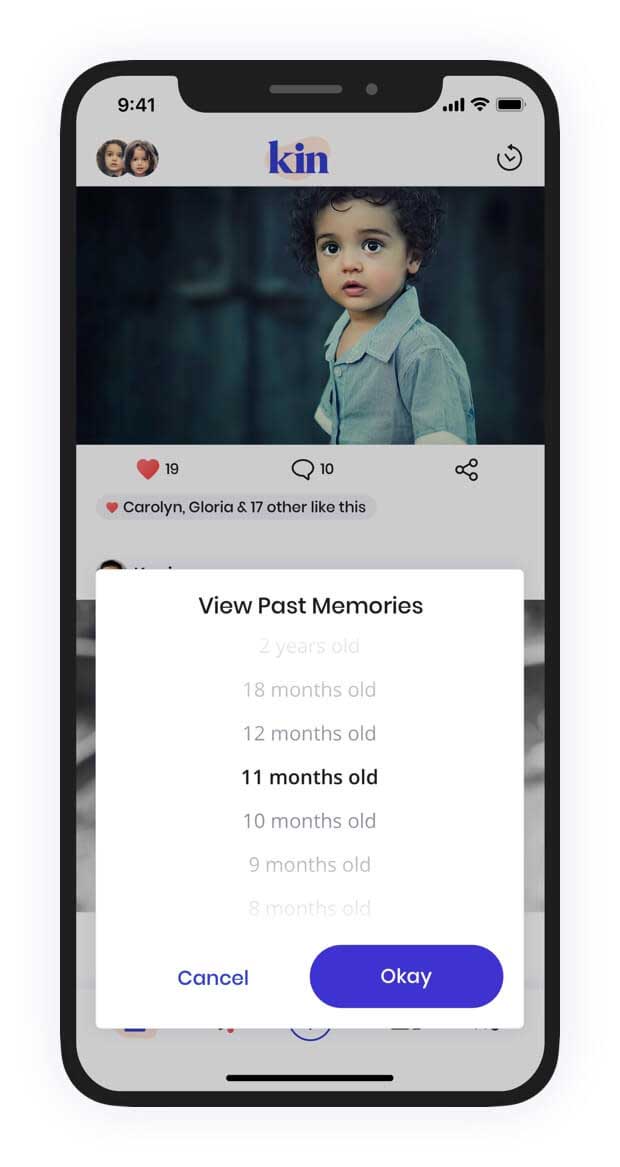 9:41
kin
19
10
Carolyn, Gloria & 17 other like this
View Past Memories
2 years old
18 months old
12 months old
11 months old
10 months old
9 months old
8 months old
Cancel
Okay